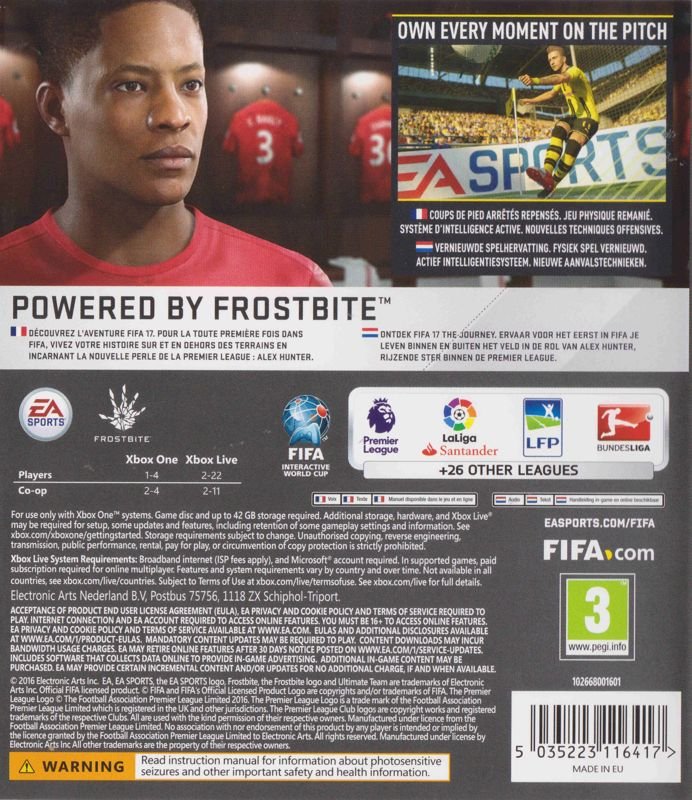 OWN EVERY MOMENT ON THE PITCH
3
EA SPORTS
COUPS DE PIED ARRÊTÉS REPENSÉS. JEU PHYSIQUE REMANIÉ.
SYSTÈME D'INTELLIGENCE ACTIVE. NOUVELLES TECHNIQUES OFFENSIVES.
VERNIEUWDE SPELHERVATTING. FYSIEK SPEL VERNIEUWD.
ACTIEF INTELLIGENTIESYSTEEM. NIEUWE AANVALSTECHNIEKEN.
POWERED BY FROSTBITE™
DÉCOUVREZ L'AVENTURE FIFA 17. POUR LA TOUTE PREMIÈRE FOIS DANS
FIFA, VIVEZ VOTRE HISTOIRE SUR ET EN DEHORS DES TERRAINS EN
INCARNANT LA NOUVELLE PERLE DE LA PREMIER LEAGUE : ALEX HUNTER.
ONTDEK FIFA 17 THE JOURNEY. ERVAAR VOOR HET EERST IN FIFA JE
LEVEN BINNEN EN BUITEN HET VELD IN DE ROL VAN ALEX HUNTER,
RIJZENDE STER BINNEN DE PREMIER LEAGUE.
EA SPORTS
FROSTBITE
FIFA
INTERACTIVE
WORLD CUP
Premier
League
LaLiga
Santander
LFP
BUNDESLIGA
+26 OTHER LEAGUES
Xbox One Xbox Live
Players 1-4 2-22
Co-op 2-4 2-11
Voix Texte Manuel disponible dans le jeu et en ligne
Audio Tekst Handleiding in-game en online beschikbaar
For use only with Xbox One™ systems. Game disc and up to 42 GB storage required. Additional storage, hardware, and Xbox Live®
may be required for setup, some updates and features, including retention of some gameplay settings and information. See
xbox.com/xboxone/gettingstarted. Storage requirements subject to change. Unauthorised copying, reverse engineering,
transmission, public performance, rental, pay for play, or circumvention of copy protection is strictly prohibited.
Xbox Live System Requirements: Broadband internet (ISP fees apply), and Microsoft® account required. In supported games, paid
subscription required for online multiplayer. Features and system requirements vary by country and over time. Not available in all
countries, see xbox.com/live/countries. Subject to Terms of Use at xbox.com/live/termsofuse. See xbox.com/live for full details.
Electronic Arts Nederland B.V, Postbus 75756, 1118 ZX Schiphol-Triport.
ACCEPTANCE OF PRODUCT END USER LICENSE AGREEMENT (EULA), EA PRIVACY AND COOKIE POLICY AND TERMS OF SERVICE REQUIRED TO
PLAY. INTERNET CONNECTION AND EA ACCOUNT REQUIRED TO ACCESS ONLINE FEATURES. YOU MUST BE 16+ TO ACCESS ONLINE FEATURES.
EA PRIVACY AND COOKIE POLICY AND TERMS OF SERVICE AVAILABLE AT WWW.EA.COM. EULAS AND ADDITIONAL DISCLOSURES AVAILABLE
AT WWW.EA.COM/1/PRODUCT-EULAS. MANDATORY CONTENT UPDATES MAY BE REQUIRED TO PLAY. CONTENT DOWNLOADS MAY INCUR
BANDWIDTH USAGE CHARGES. EA MAY RETIRE ONLINE FEATURES AFTER 30 DAYS NOTICE POSTED ON WWW.EA.COM/1/SERVICE-UPDATES.
INCLUDES SOFTWARE THAT COLLECTS DATA ONLINE TO PROVIDE IN-GAME ADVERTISING. ADDITIONAL IN-GAME CONTENT MAY BE
PURCHASED. EA MAY PROVIDE CERTAIN INCREMENTAL CONTENT AND/OR UPDATES FOR NO ADDITIONAL CHARGE, IF AND WHEN AVAILABLE.
© 2016 Electronic Arts Inc. EA, EA SPORTS, the EA SPORTS logo, Frostbite, the Frostbite logo and Ultimate Team are trademarks of Electronic
Arts Inc. Official FIFA licensed product. © FIFA and FIFA's Official Licensed Product Logo are copyrights and/or trademarks of FIFA. The Premier
League Logo © The Football Association Premier League Limited 2016. The Premier League Logo is a trade mark of the Football Association
Premier League Limited which is registered in the UK and other jurisdictions. The Premier League Club logos are copyright works and registered
trademarks of the respective Clubs. All are used with the kind permission of their respective owners. Manufactured under licence from the
Football Association Premier League Limited. No association with nor endorsement of this product by any player is intended or implied by
the licence granted by the Football Association Premier League Limited to Electronic Arts. All rights reserved. Manufactured under license by
Electronic Arts Inc All other trademarks are the property of their respective owners.
EASPORTS.COM/FIFA
FIFA.com
3
www.pegi.info
102668001601
5 035223 116417 >
MADE IN EU
WARNING
Read instruction manual for information about photosensitive
seizures and other important safety and health information.